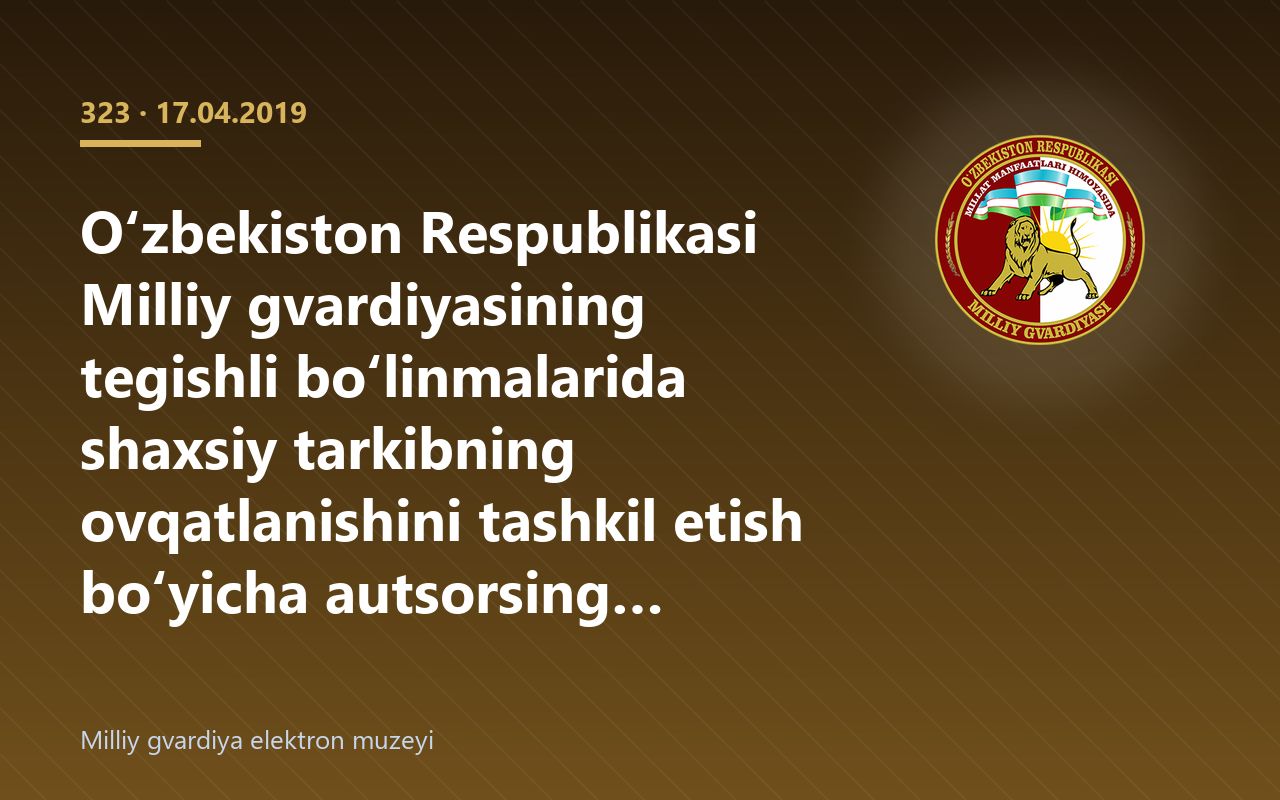 323 · 17.04.2019
O‘zbekiston Respublikasi
Milliy gvardiyasining
tegishli bo‘linmalarida
shaxsiy tarkibning
ovqatlanishini tashkil etish
bo‘yicha autsorsing…
O‘ZBEKISTON RESPUBLIKASI
MILLAT MANFAATLARI HIMOYASIDA
MILLIY GVARDIYASI
Milliy gvardiya elektron muzeyi